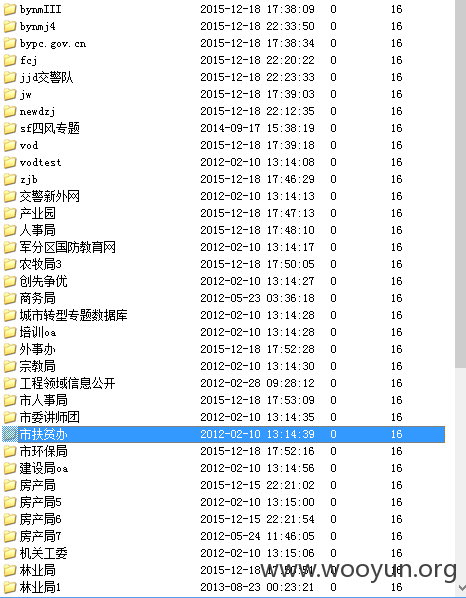 bynmIII 2015-12-18 17:38:09 0 16
bynmj4 2015-12-18 22:33:50 0 16
bypc.gov.cn 2015-12-18 17:38:34 0 16
fcj 2015-12-18 22:20:22 0 16
jjd交警队 2015-12-18 22:23:33 0 16
jw 2015-12-18 17:39:03 0 16
newdzj 2015-12-18 22:12:35 0 16
sf四风专题 2014-09-17 15:38:19 0 16
vod 2015-12-18 17:39:18 0 16
vodtest 2012-02-10 13:14:08 0 16
zjb 2015-12-18 17:46:29 0 16
交警新外网 2012-02-10 13:14:13 0 16
产业园 2015-12-18 17:47:13 0 16
人事局 2015-12-18 17:48:10 0 16
军分区国防教育网 2012-02-10 13:14:17 0 16
农牧局3 2015-12-18 17:50:05 0 16
创先争优 2012-02-10 13:14:27 0 16
商务局 2012-05-23 03:36:18 0 16
城市转型专题数据库 2012-02-10 13:14:28 0 16
培训oa 2012-02-10 13:14:28 0 16
外事办 2015-12-18 17:52:28 0 16
宗教局 2012-02-10 13:14:30 0 16
工程领域信息公开 2012-02-28 09:28:12 0 16
市人事局 2015-12-18 17:53:09 0 16
市委讲师团 2012-02-10 13:14:35 0 16
市扶贫办 2012-02-10 13:14:39 0 16
市环保局 2015-12-18 17:52:16 0 16
建设局oa 2012-02-10 13:14:56 0 16
房产局 2015-12-15 22:21:02 0 16
房产局5 2012-02-10 13:15:00 0 16
房产局6 2015-12-15 22:21:54 0 16
房产局7 2012-05-24 11:46:05 0 16
机关工委 2012-02-10 13:15:06 0 16
林业局 2015-12-18 17:50:51 0 16
林业局1 2013-08-23 00:23:21 0 16
www.wooyun.org